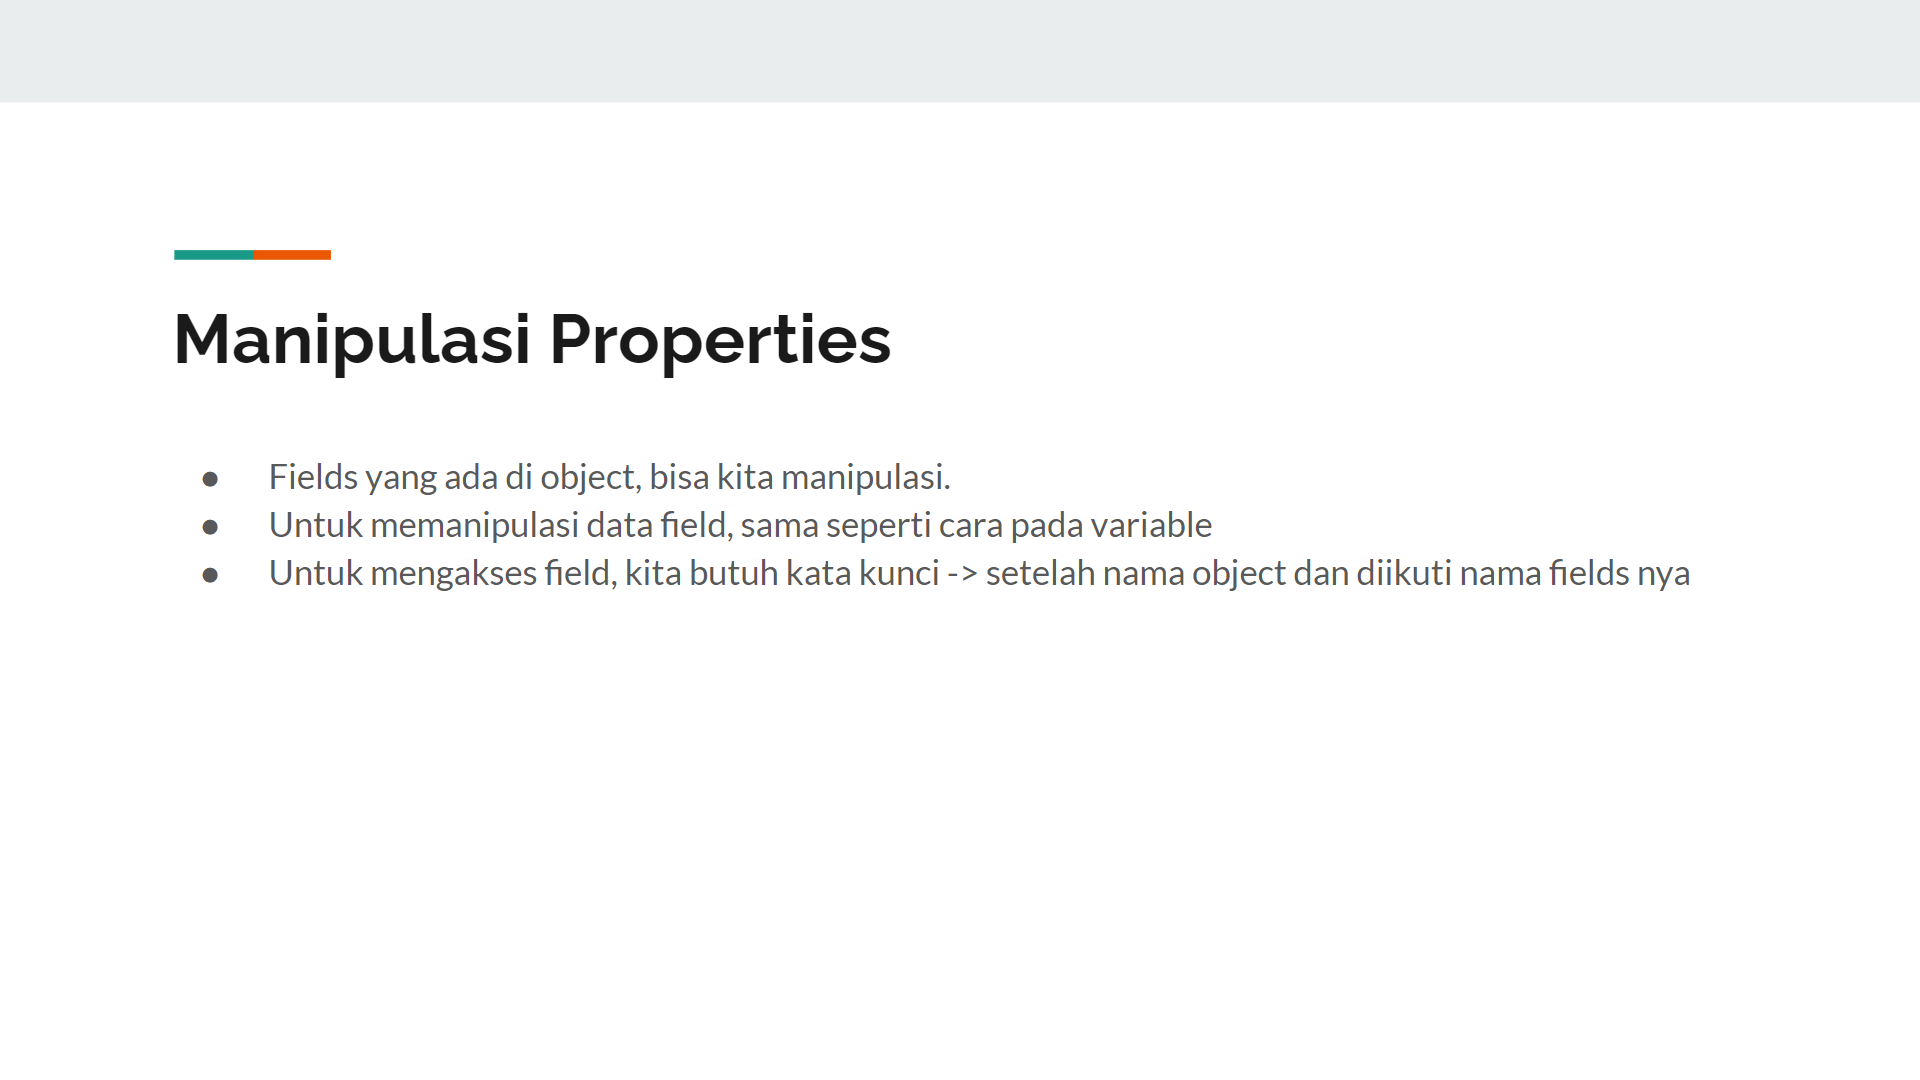 Manipulasi Properties
● Fields yang ada di object, bisa kita manipulasi.
● Untuk memanipulasi data field, sama seperti cara pada variable
● Untuk mengakses field, kita butuh kata kunci -> setelah nama object dan diikuti nama fields nya